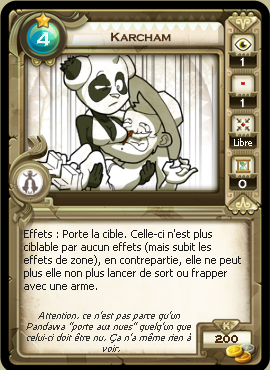 4
KARCHAM
1
1
Libre
0
Effets : Porte la cible. Celle-ci n'est plus
ciblable par aucun effets (mais subit les
effets de zone), en contrepartie, elle ne peut
plus elle non plus lancer de sort ou frapper
avec une arme.
Attention, ce n'est pas parce qu'un
Pandawa "porte aux nues" quelqu'un que
celui-ci doit être nu. Ça n'a même rien à
voir.
K
200